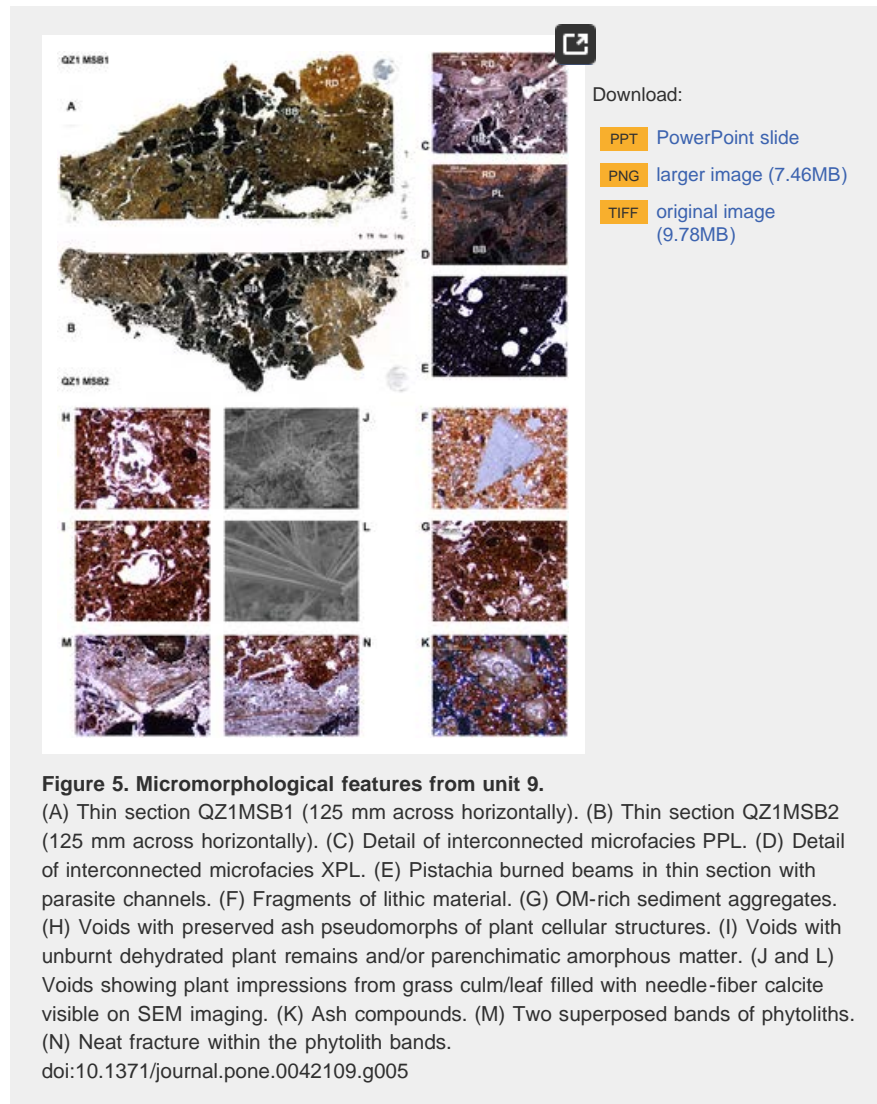 QZ1 MSB1
A
RD
BB
C
RD
BB
D
RD
PL
BB
E
B
BB
QZ1 MSB2
H
J
F
I
L
G
M
N
K
Download:
PPT PowerPoint slide
PNG larger image (7.46MB)
TIFF original image
(9.78MB)
Figure 5. Micromorphological features from unit 9.
(A) Thin section QZ1MSB1 (125 mm across horizontally). (B) Thin section QZ1MSB2
(125 mm across horizontally). (C) Detail of interconnected microfacies PPL. (D) Detail
of interconnected microfacies XPL. (E) Pistachia burned beams in thin section with
parasite channels. (F) Fragments of lithic material. (G) OM-rich sediment aggregates.
(H) Voids with preserved ash pseudomorphs of plant cellular structures. (I) Voids with
unburnt dehydrated plant remains and/or parenchimatic amorphous matter. (J and L)
Voids showing plant impressions from grass culm/leaf filled with needle-fiber calcite
visible on SEM imaging. (K) Ash compounds. (M) Two superposed bands of phytoliths.
(N) Neat fracture within the phytolith bands.
doi:10.1371/journal.pone.0042109.g005